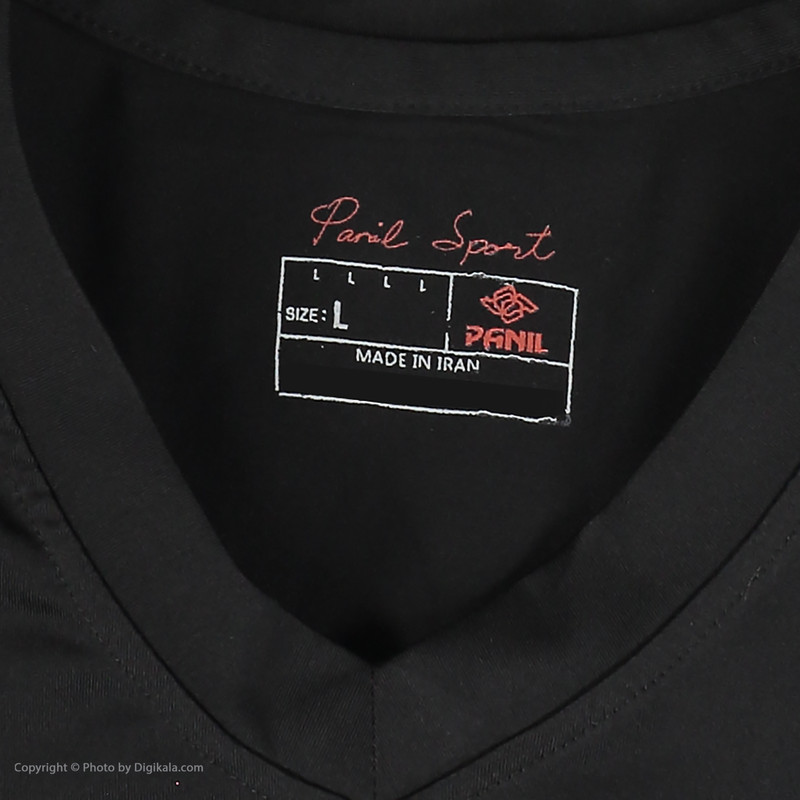 Panil Sport
L L L L
SIZE: L
PANIL
MADE IN IRAN
Copyright © Photo by Digikala.com